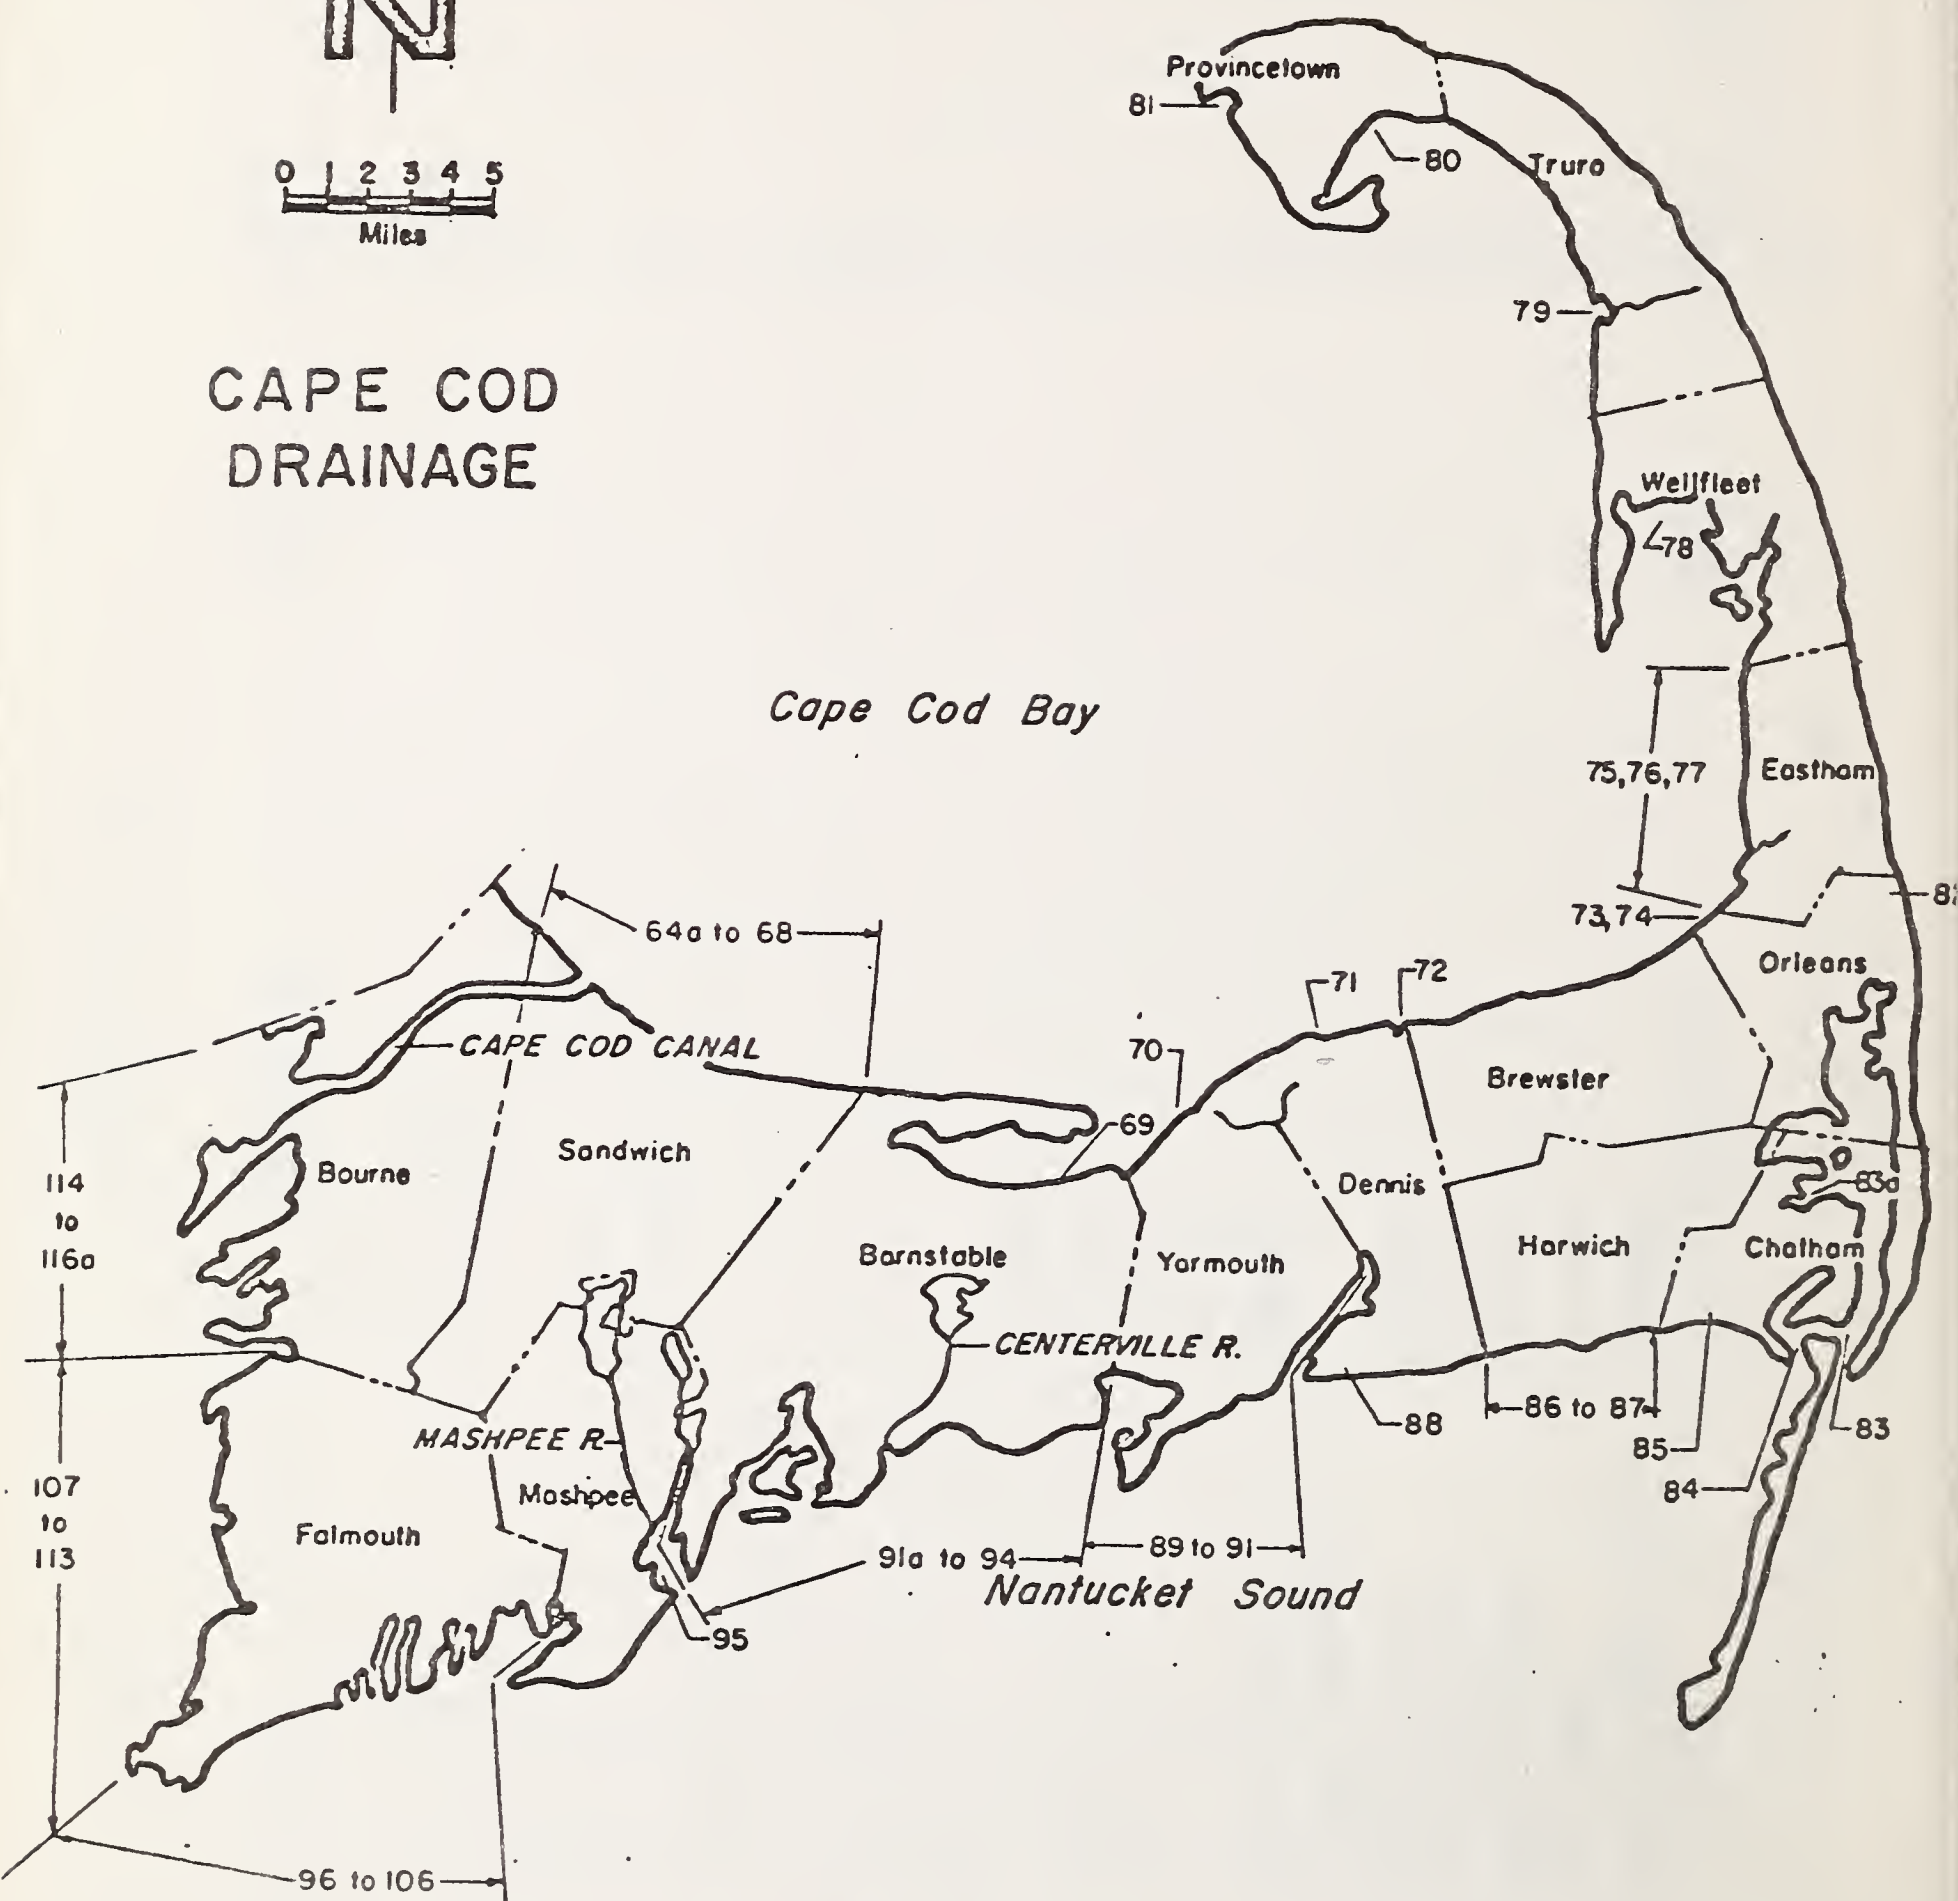 N
0 1 2 3 4 5
Miles
CAPE COD
DRAINAGE
Provincetown
81
80
Truro
79
Wellfleet
78
Cape Cod Bay
75,76,77
Eastham
73,74
64a to 68
Orleans
71
72
CAPE COD CANAL
70
Brewster
69
Sandwich
Bourne
Dennis
83a
114
to
116a
Barnstable
Yarmouth
Harwich
Chatham
CENTERVILLE R.
86 to 87
88
83
85
MASHPEE R.
84
107
to
113
Mashpee
Falmouth
91a to 94
89 to 91
Nantucket Sound
95
96 to 106